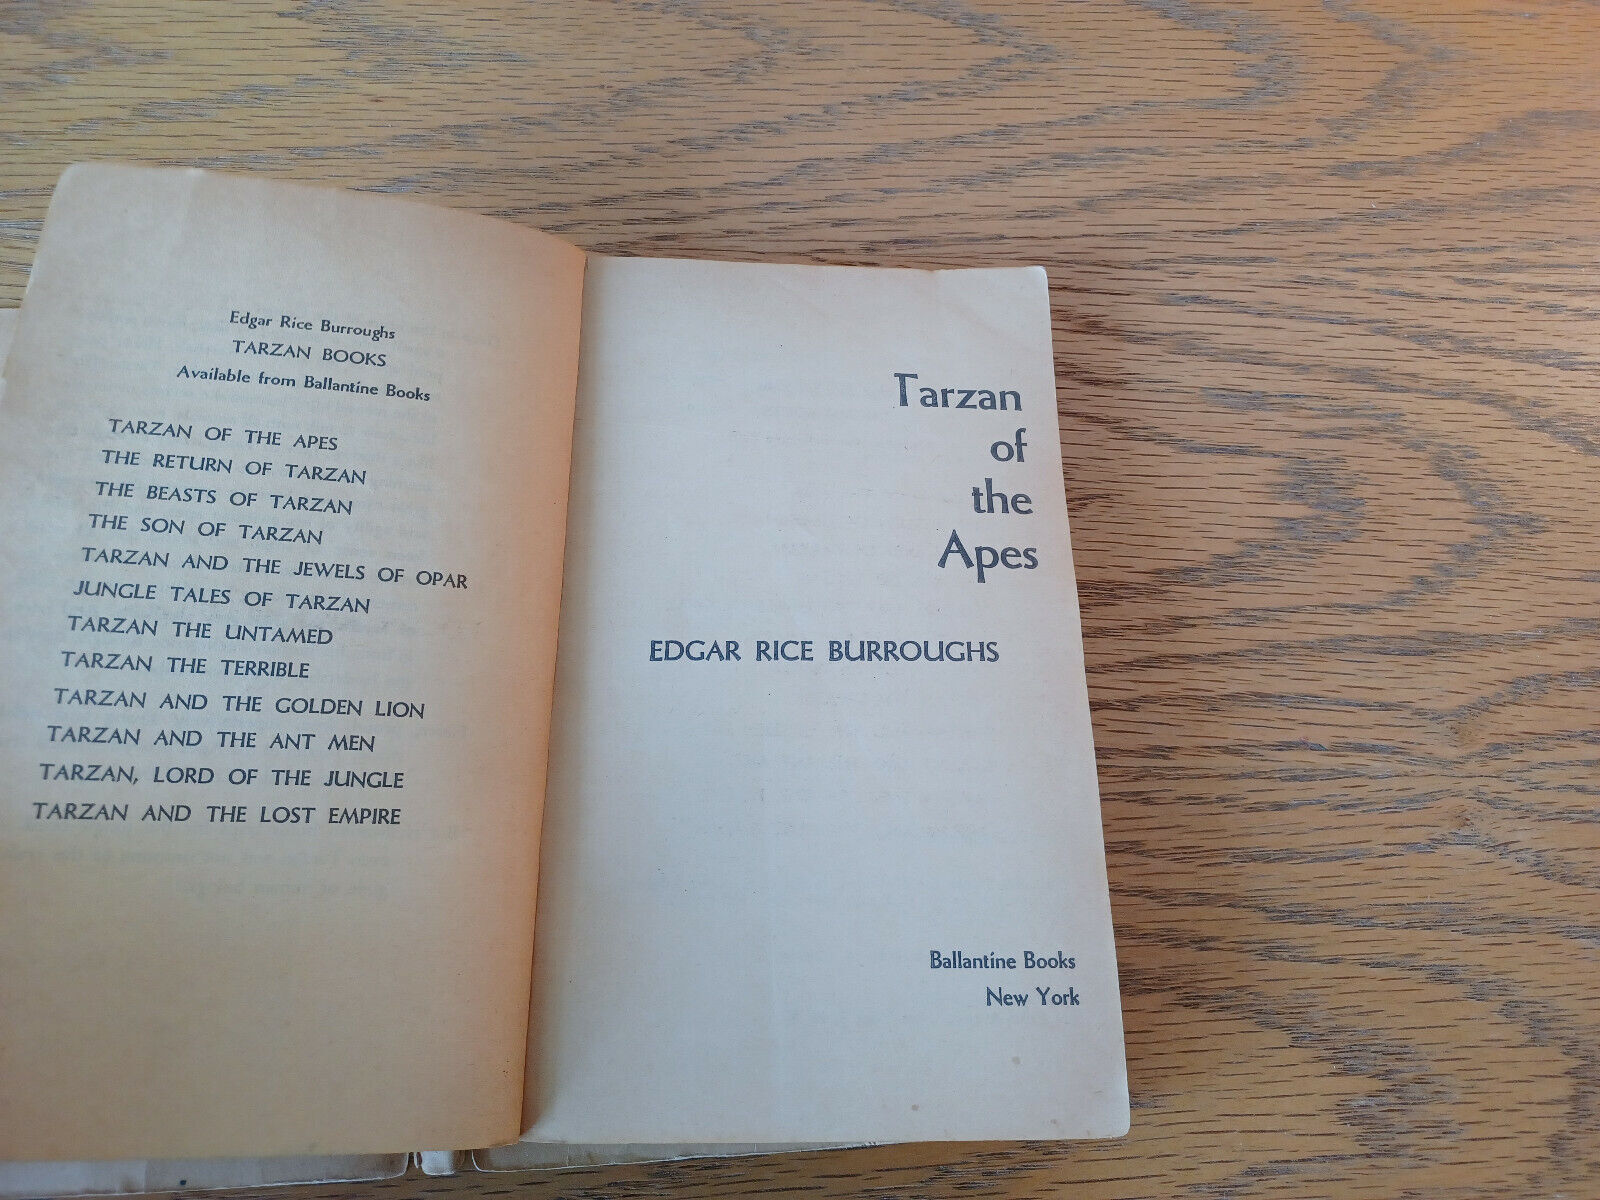 Edgar Rice Burroughs
TARZAN BOOKS
Available from Ballantine Books
TARZAN OF THE APES
THE RETURN OF TARZAN
THE BEASTS OF TARZAN
THE SON OF TARZAN
TARZAN AND THE JEWELS OF OPAR
JUNGLE TALES OF TARZAN
TARZAN THE UNTAMED
TARZAN THE TERRIBLE
TARZAN AND THE GOLDEN LION
TARZAN AND THE ANT MEN
TARZAN, LORD OF THE JUNGLE
TARZAN AND THE LOST EMPIRE
Tarzan
of
the
Apes
EDGAR RICE BURROUGHS
Ballantine Books
New York